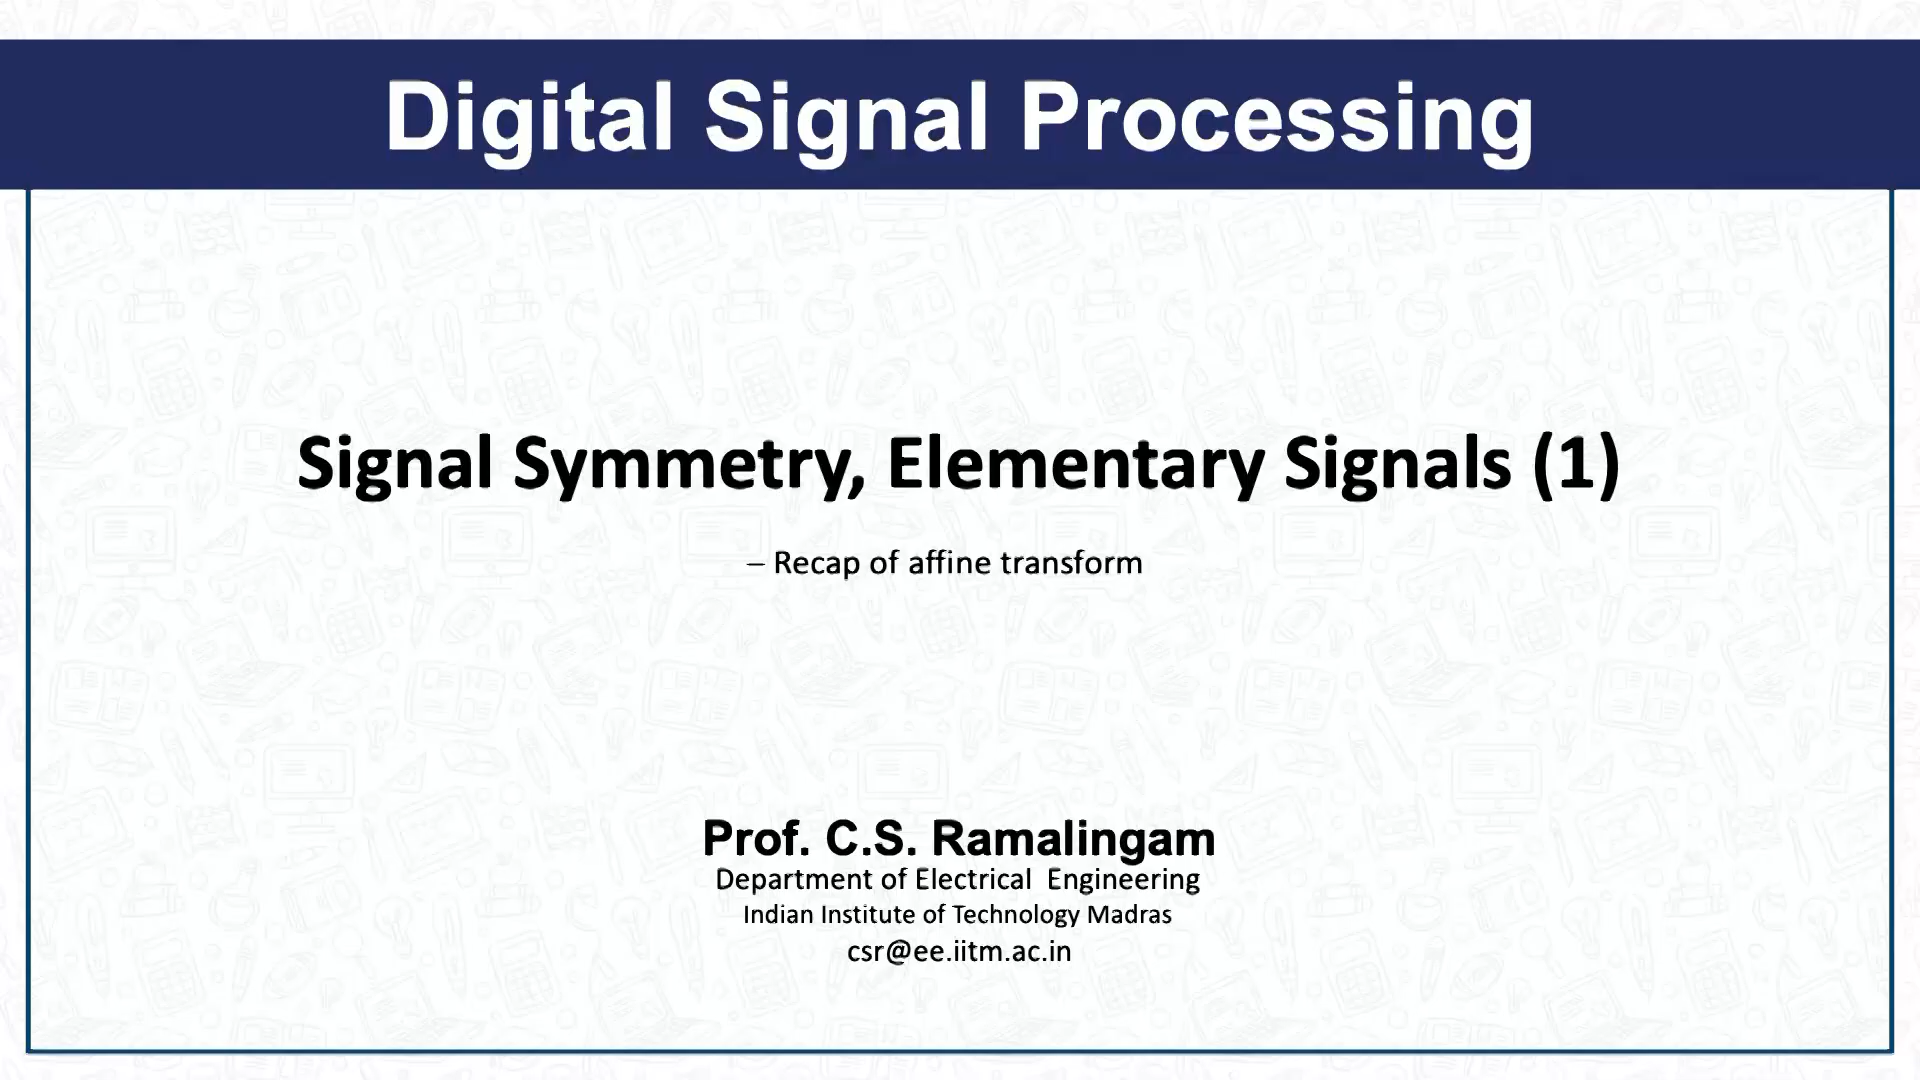 Digital Signal Processing
Signal Symmetry, Elementary Signals (1)
– Recap of affine transform
Prof. C.S. Ramalingam
Department of Electrical Engineering
Indian Institute of Technology Madras
csr@ee.iitm.ac.in